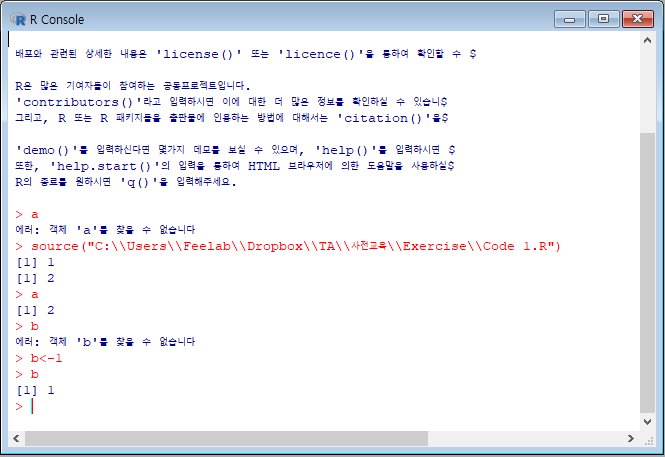 R Console
배포와 관련된 상세한 내용은 'license()' 또는 'licence()'을 통하여 확인할 수 $
R은 많은 기여자들이 참여하는 공동프로젝트입니다.
'contributors()'라고 입력하시면 이에 대한 더 많은 정보를 확인하실 수 있습니$
그리고, R 또는 R 패키지들을 출판물에 인용하는 방법에 대해서는 'citation()'을$
'demo()'를 입력하신다면 몇가지 데모를 보실 수 있으며, 'help()'를 입력하시면 $
또한, 'help.start()'의 입력을 통하여 HTML 브라우저에 의한 도움말을 사용하실$
R의 종료를 원하시면 'q()'을 입력해주세요.
> a
에러: 객체 'a'를 찾을 수 없습니다
> source("C:\\Users\\Feelab\\Dropbox\\TA\\사전교육\\Exercise\\Code 1.R")
[1] 1
[1] 2
> a
[1] 2
> b
에러: 객체 'b'를 찾을 수 없습니다
> b<-1
> b
[1] 1
>